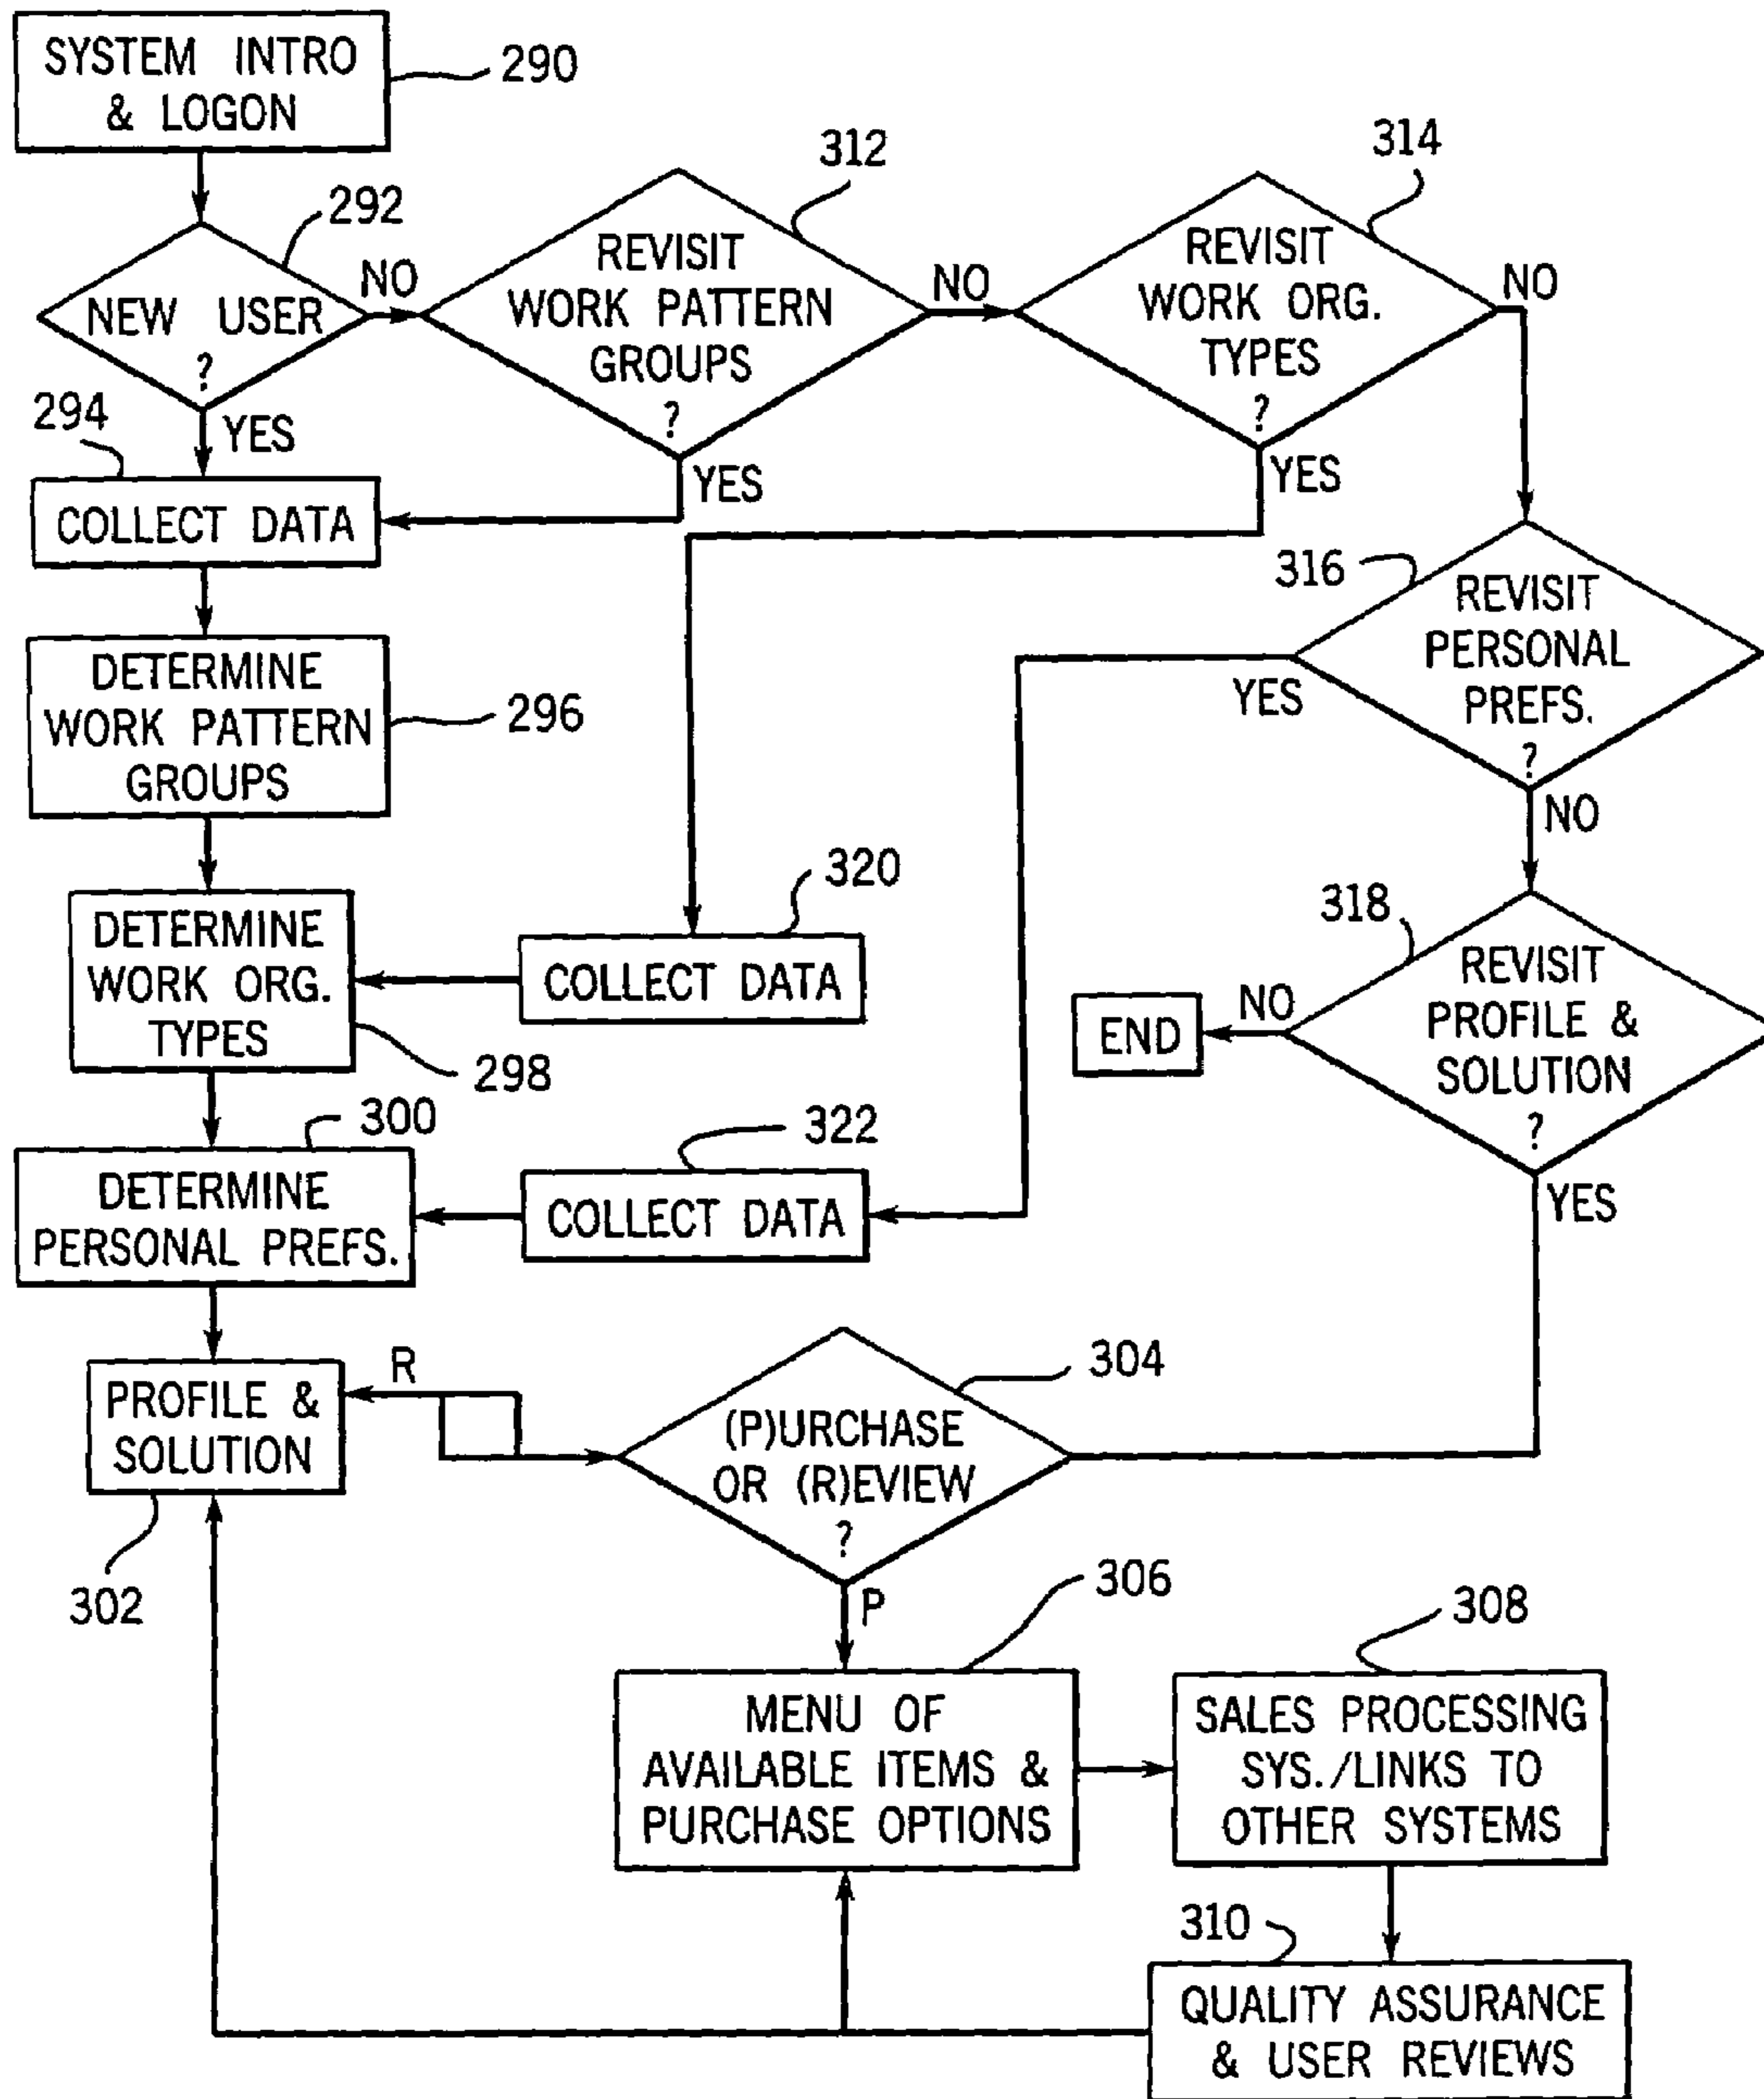 SYSTEM INTRO
& LOGON
290
292
NEW USER
?
NO
YES
312
REVISIT
WORK PATTERN
GROUPS
?
NO
YES
314
REVISIT
WORK ORG.
TYPES
?
NO
YES
294
COLLECT DATA
DETERMINE
WORK PATTERN
GROUPS
296
316
REVISIT
PERSONAL
PREFS.
?
YES
NO
DETERMINE
WORK ORG.
TYPES
298
320
COLLECT DATA
318
REVISIT
PROFILE &
SOLUTION
?
NO
YES
END
300
DETERMINE
PERSONAL PREFS.
322
COLLECT DATA
PROFILE &
SOLUTION
302
R
304
(P)URCHASE
OR (R)EVIEW
?
P
306
MENU OF
AVAILABLE ITEMS &
PURCHASE OPTIONS
308
SALES PROCESSING
SYS./LINKS TO
OTHER SYSTEMS
310
QUALITY ASSURANCE
& USER REVIEWS